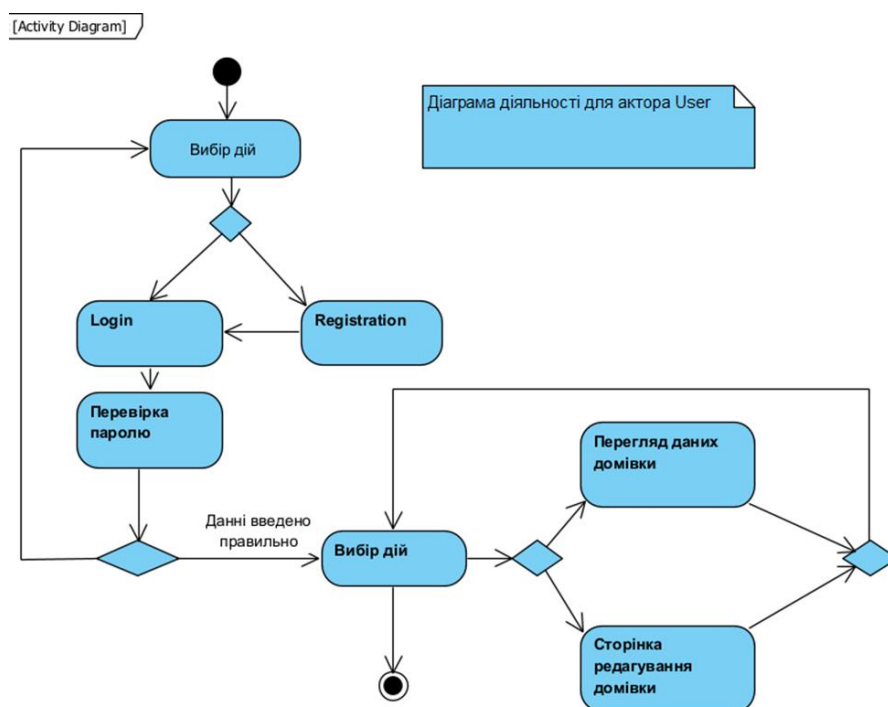 [Activity Diagram]
Діаграма діяльності для актора User
Вибір дій
Login
Registration
Перевірка
паролю
Данні введено
правильно
Вибір дій
Перегляд даних
домівки
Сторінка
редагування
домівки